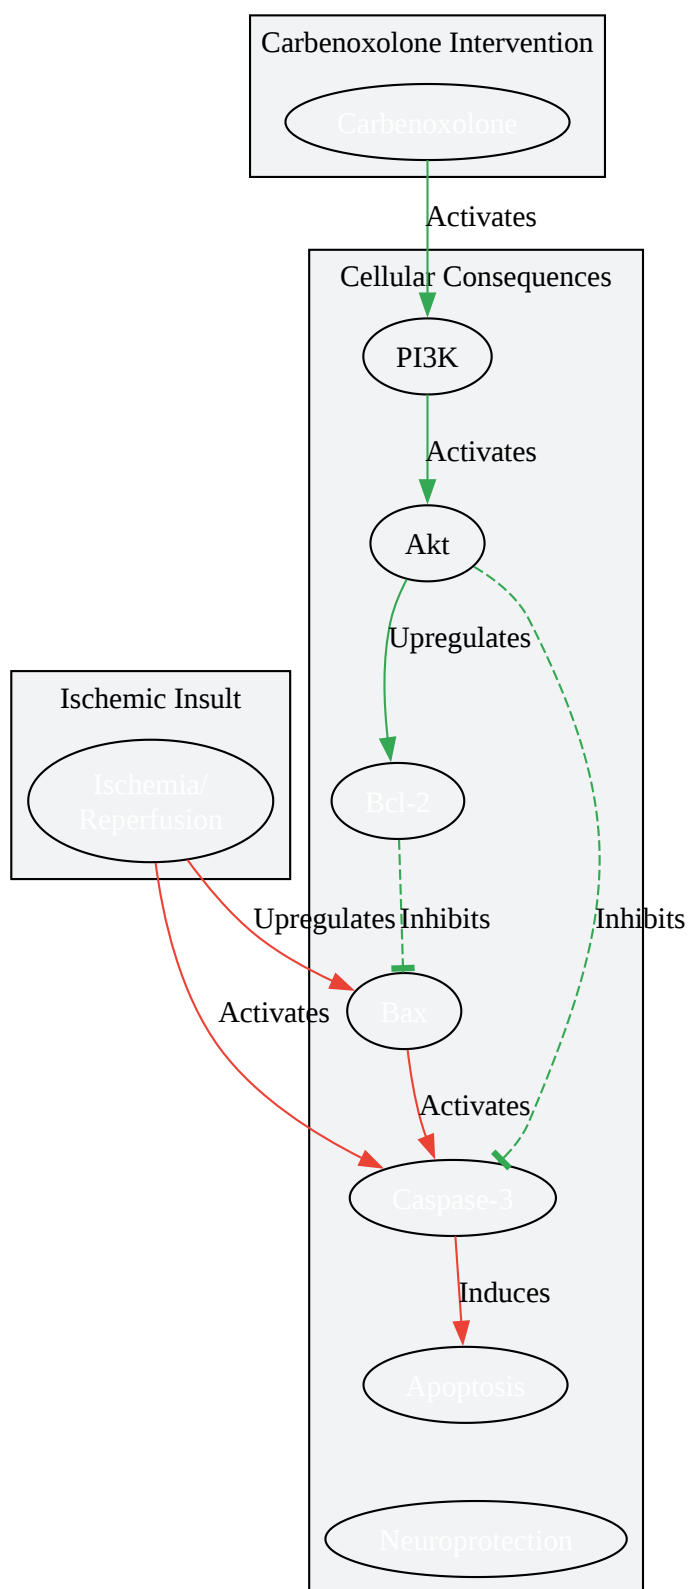 Carbenoxolone Intervention
Carbenoxolone
Activates
Cellular Consequences
PI3K
Activates
Akt
Upregulates
Ischemic Insult
Ischemia/
Reperfusion
Bcl-2
Upregulates
Inhibits
Inhibits
Activates
Bax
Activates
Caspase-3
Induces
Apoptosis
Neuroprotection